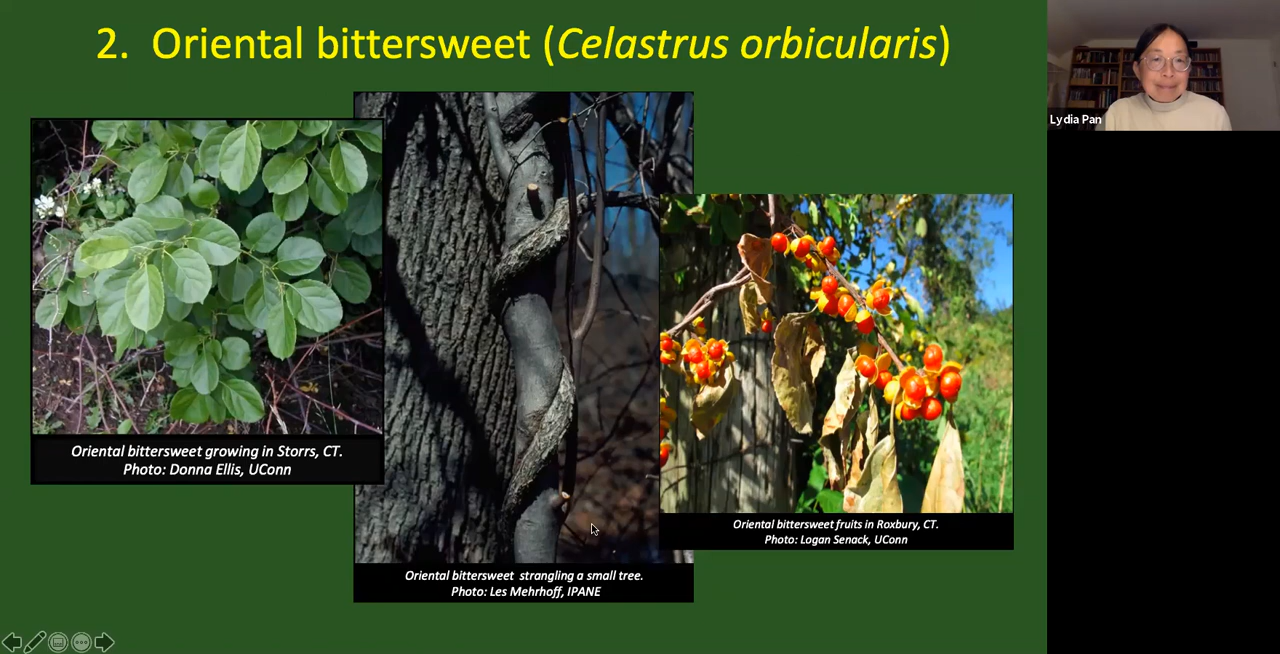 2. Oriental bittersweet (Celastrus orbicularis)
Lydia Pan
Oriental bittersweet growing in Storrs, CT.
Photo: Donna Ellis, UConn
Oriental bittersweet strangling a small tree.
Photo: Les Mehrhoff, IPANE
Oriental bittersweet fruits in Roxbury, CT.
Photo: Logan Senack, UConn